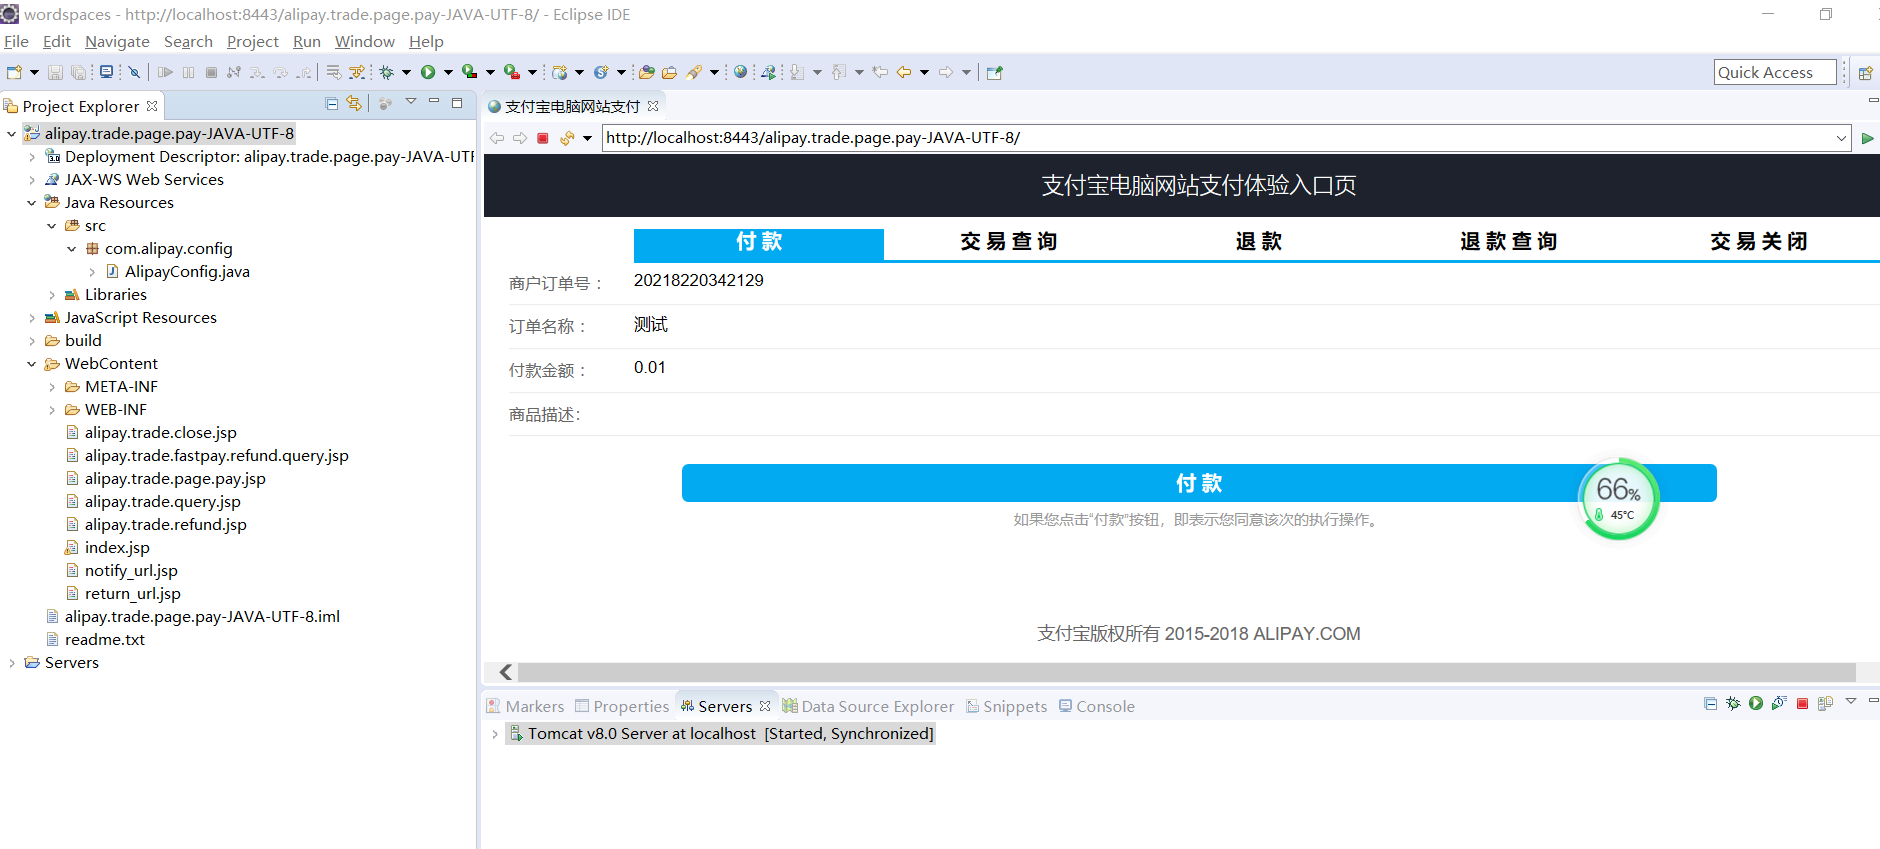 wordspaces - http://localhost:8443/alipay.trade.page.pay-JAVA-UTF-8/ - Eclipse IDE
File Edit Navigate Search Project Run Window Help
Quick Access
Project Explorer
alipay.trade.page.pay-JAVA-UTF-8
Deployment Descriptor: alipay.trade.page.pay-JAVA-UTF
JAX-WS Web Services
Java Resources
src
com.alipay.config
AlipayConfig.java
Libraries
JavaScript Resources
build
WebContent
META-INF
WEB-INF
alipay.trade.close.jsp
alipay.trade.fastpay.refund.query.jsp
alipay.trade.page.pay.jsp
alipay.trade.query.jsp
alipay.trade.refund.jsp
index.jsp
notify_url.jsp
return_url.jsp
alipay.trade.page.pay-JAVA-UTF-8.iml
readme.txt
Servers
支付宝电脑网站支付
http://localhost:8443/alipay.trade.page.pay-JAVA-UTF-8/
支付宝电脑网站支付体验入口页
付款 交易查询 退款 退款查询 交易关闭
商户订单号： 20218220342129
订单名称： 测试
付款金额： 0.01
商品描述：
付款
66%
45°C
如果您点击“付款”按钮，即表示您同意该次的执行操作。
支付宝版权所有 2015-2018 ALIPAY.COM
Markers Properties Servers Data Source Explorer Snippets Console
Tomcat v8.0 Server at localhost [Started, Synchronized]